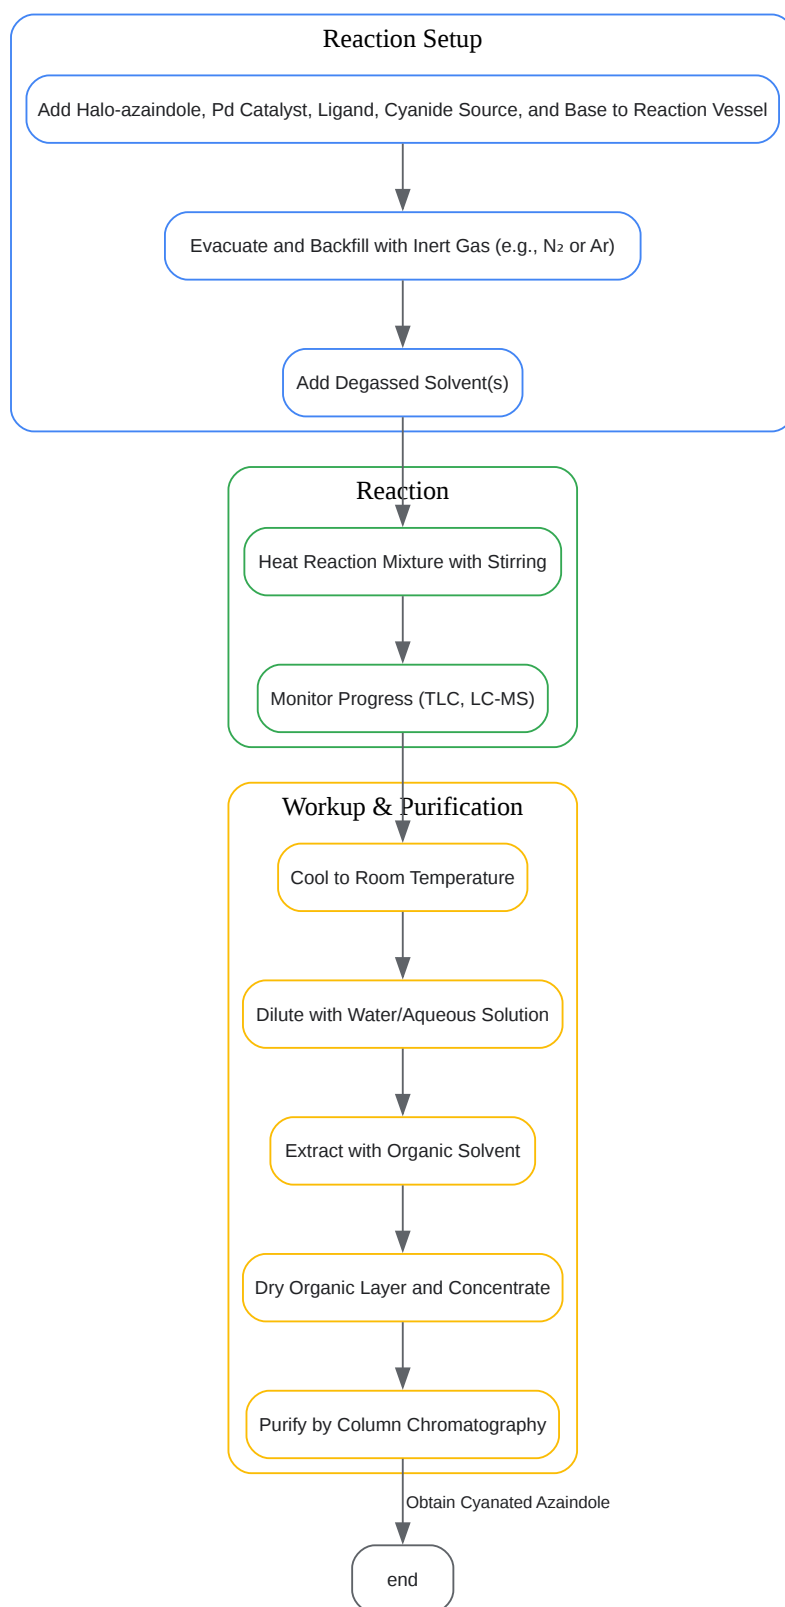 Reaction Setup
Add Halo-azaindole, Pd Catalyst, Ligand, Cyanide Source, and Base to Reaction Vessel
Evacuate and Backfill with Inert Gas (e.g., N₂ or Ar)
Add Degassed Solvent(s)
Reaction
Heat Reaction Mixture with Stirring
Monitor Progress (TLC, LC-MS)
Workup & Purification
Cool to Room Temperature
Dilute with Water/Aqueous Solution
Extract with Organic Solvent
Dry Organic Layer and Concentrate
Purify by Column Chromatography
Obtain Cyanated Azaindole
end